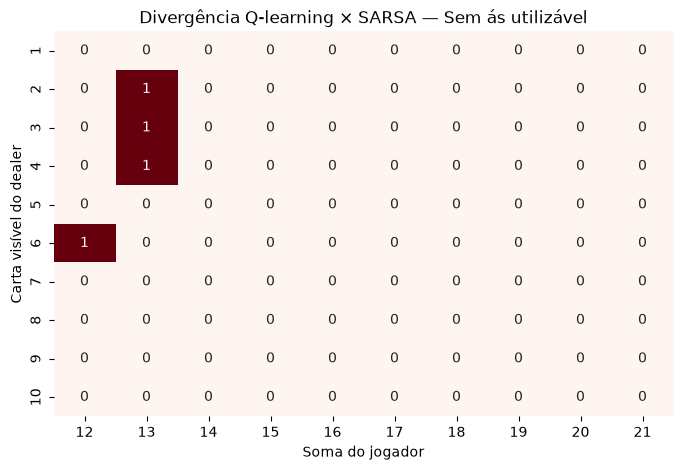 Divergência Q-learning × SARSA — Sem ás utilizável
Carta visível do dealer
1 0 0 0 0 0 0 0 0 0 0
2 0 1 0 0 0 0 0 0 0 0
3 0 1 0 0 0 0 0 0 0 0
4 0 1 0 0 0 0 0 0 0 0
5 0 0 0 0 0 0 0 0 0 0
6 1 0 0 0 0 0 0 0 0 0
7 0 0 0 0 0 0 0 0 0 0
8 0 0 0 0 0 0 0 0 0 0
9 0 0 0 0 0 0 0 0 0 0
10 0 0 0 0 0 0 0 0 0 0
12 13 14 15 16 17 18 19 20 21
Soma do jogador